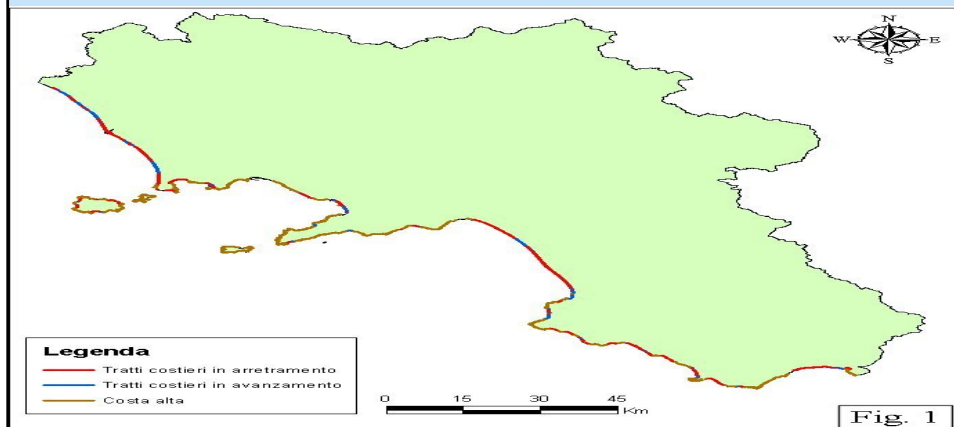 N
W E
S
Legenda
Tratti costieri in arretramento
Tratti costieri in avanzamento
Costa alta
0 15 30 45
Km
Fig. 1